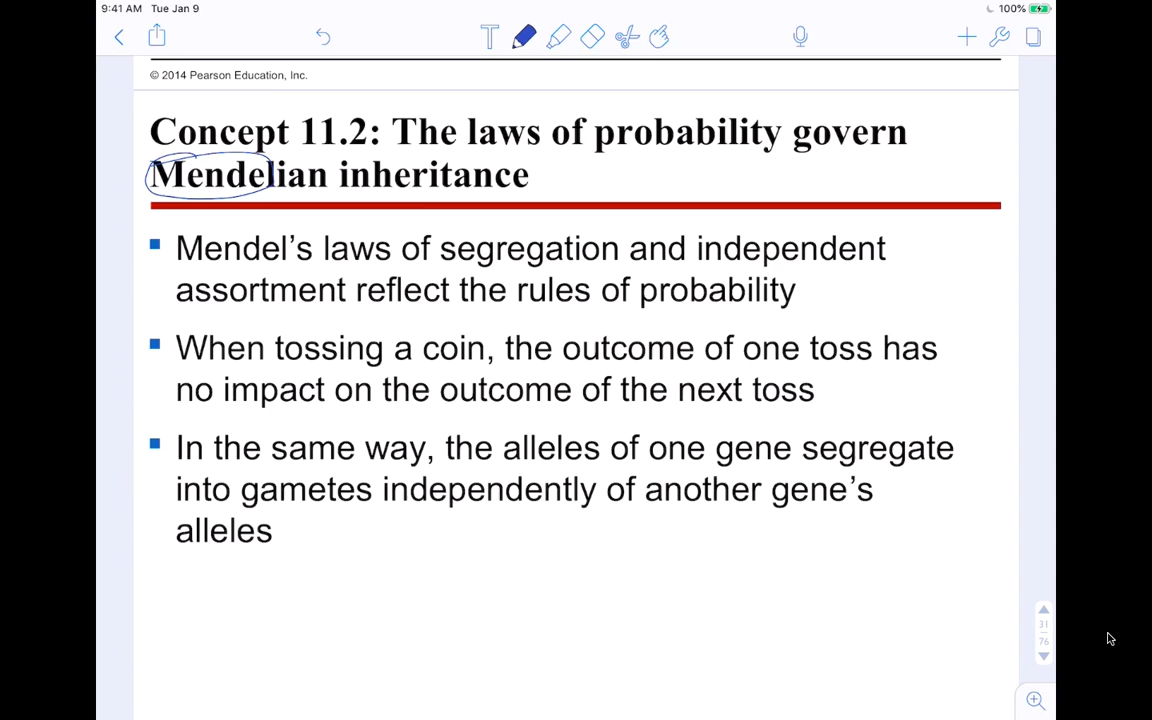 9:41 AM Tue Jan 9
100%
© 2014 Pearson Education, Inc.
Concept 11.2: The laws of probability govern
Mendelian inheritance
Mendel’s laws of segregation and independent
assortment reflect the rules of probability
When tossing a coin, the outcome of one toss has
no impact on the outcome of the next toss
In the same way, the alleles of one gene segregate
into gametes independently of another gene’s
alleles
31
76